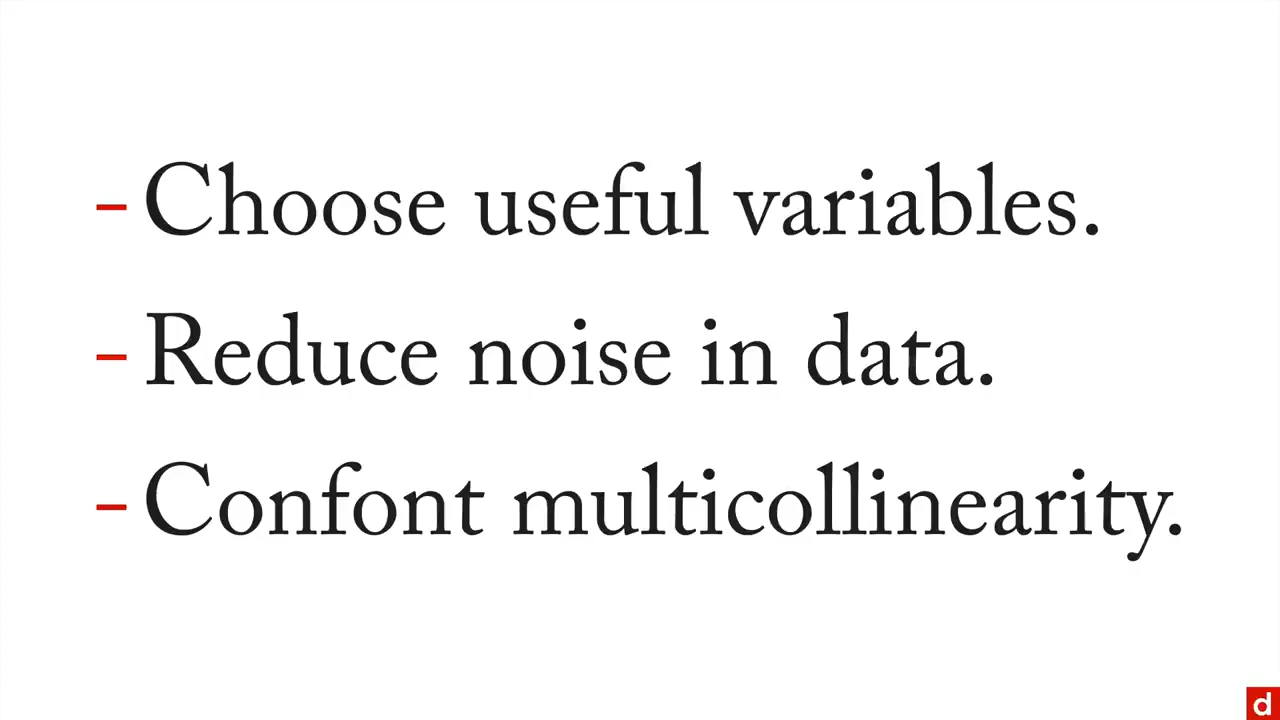 - Choose useful variables.
- Reduce noise in data.
- Confont multicollinearity.
d